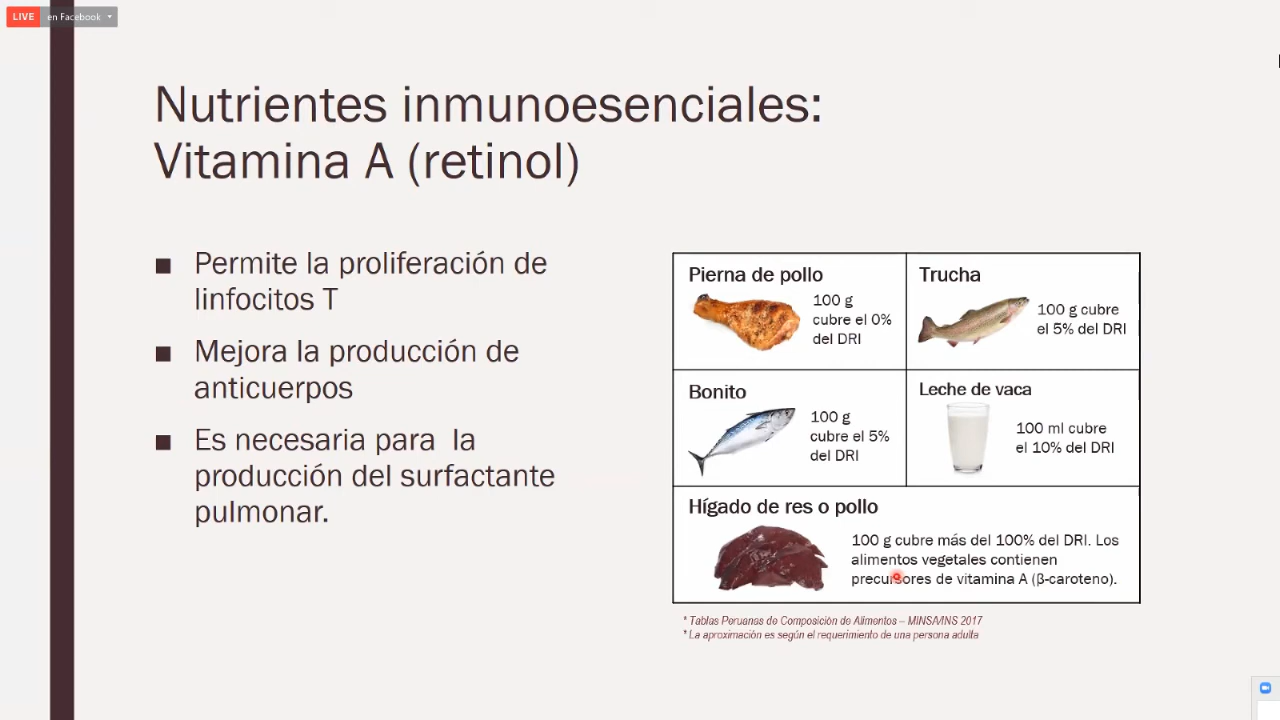 LIVE en Facebook
Nutrientes inmunoesenciales:
Vitamina A (retinol)
■ Permite la proliferación de
linfocitos T
■ Mejora la producción de
anticuerpos
■ Es necesaria para la
producción del surfactante
pulmonar.
Pierna de pollo
100 g
cubre el 0%
del DRI
Trucha
100 g cubre
el 5% del DRI
Bonito
100 g
cubre el 5%
del DRI
Leche de vaca
100 ml cubre
el 10% del DRI
Hígado de res o pollo
100 g cubre más del 100% del DRI. Los
alimentos vegetales contienen
precursores de vitamina A (β-caroteno).
* Tablas Peruanas de Composición de Alimentos – MINSA/INS 2017
* La aproximación es según el requerimiento de una persona adulta